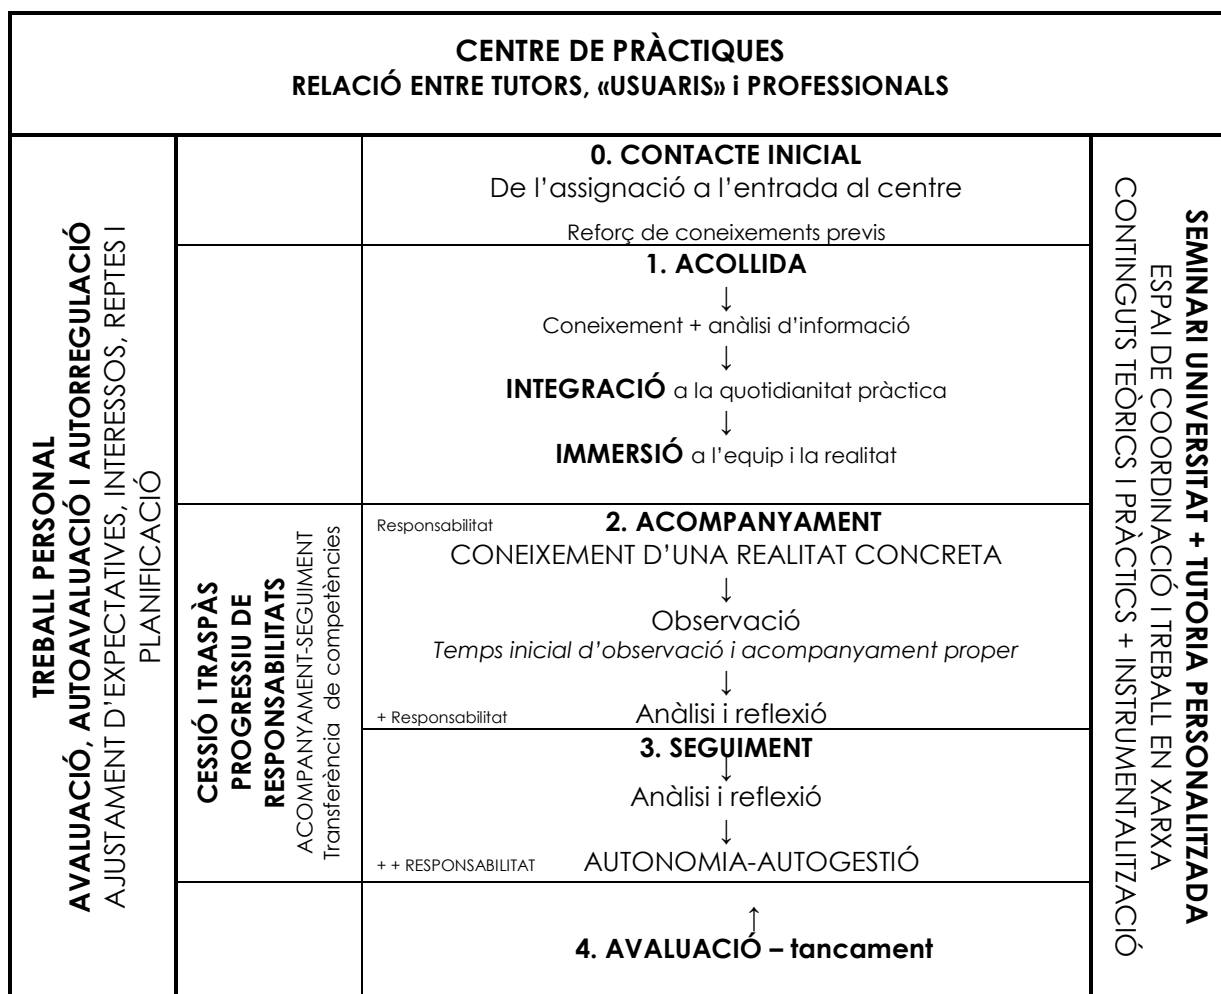 CENTRE DE PRÀCTIQUES
RELACIÓ ENTRE TUTORS, «USUARIS» i PROFESSIONALS
TREBALL PERSONAL
AVALUACIÓ, AUTOAVALUACIÓ I AUTORREGULACIÓ
AJUSTAMENT D’EXPECTATIVES, INTERESSOS, REPTES I
PLANIFICACIÓ
CESSIÓ I TRASPÀS
PROGRESSIU DE
RESPONSABILITATS
ACOMPANYAMENT-SEGUIMENT
Transferència de competències
0. CONTACTE INICIAL
De l’assignació a l’entrada al centre
Reforç de coneixements previs
1. ACOLLIDA
↓
Coneixement + anàlisi d’informació
↓
INTEGRACIÓ a la quotidianitat pràctica
↓
IMMERSIÓ a l’equip i la realitat
Responsabilitat 2. ACOMPANYAMENT
CONEIXEMENT D’UNA REALITAT CONCRETA
↓
Observació
Temps inicial d’observació i acompanyament proper
↓
+ Responsabilitat Anàlisi i reflexió
3. SEGUIMENT
↓
Anàlisi i reflexió
↓
+ + RESPONSABILITAT AUTONOMIA-AUTOGESTIÓ
↑
4. AVALUACIÓ – tancament
SEMINARI UNIVERSITAT + TUTORIA PERSONALITZADA
ESPAI DE COORDINACIÓ I TREBALL EN XARXA
CONTINGUTS TEÒRICS I PRÀCTICS + INSTRUMENTALITZACIÓ